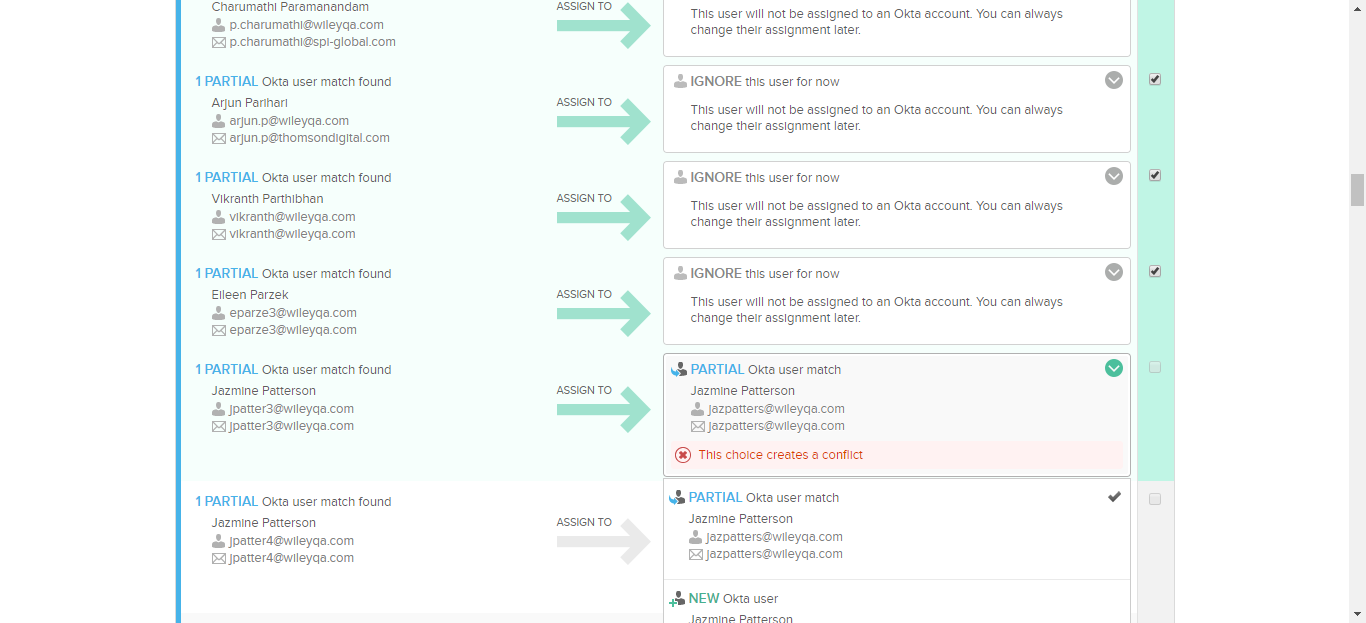 Charumathi Paramanandam
p.charumathi@wileyqa.com
p.charumathi@spi-global.com
ASSIGN TO
This user will not be assigned to an Okta account. You can always
change their assignment later.
1 PARTIAL Okta user match found
Arjun Parihari
arjun.p@wileyqa.com
arjun.p@thomsondigital.com
ASSIGN TO
IGNORE this user for now
This user will not be assigned to an Okta account. You can always
change their assignment later.
1 PARTIAL Okta user match found
Vikranth Parthibhan
vikranth@wileyqa.com
vikranth@wileyqa.com
ASSIGN TO
IGNORE this user for now
This user will not be assigned to an Okta account. You can always
change their assignment later.
1 PARTIAL Okta user match found
Eileen Parzek
eparze3@wileyqa.com
eparze3@wileyqa.com
ASSIGN TO
IGNORE this user for now
This user will not be assigned to an Okta account. You can always
change their assignment later.
1 PARTIAL Okta user match found
Jazmine Patterson
jpatter3@wileyqa.com
jpatter3@wileyqa.com
ASSIGN TO
PARTIAL Okta user match
Jazmine Patterson
jazpatters@wileyqa.com
jazpatters@wileyqa.com
This choice creates a conflict
1 PARTIAL Okta user match found
Jazmine Patterson
jpatter4@wileyqa.com
jpatter4@wileyqa.com
ASSIGN TO
PARTIAL Okta user match
Jazmine Patterson
jazpatters@wileyqa.com
jazpatters@wileyqa.com
NEW Okta user
Jazmine Patterson